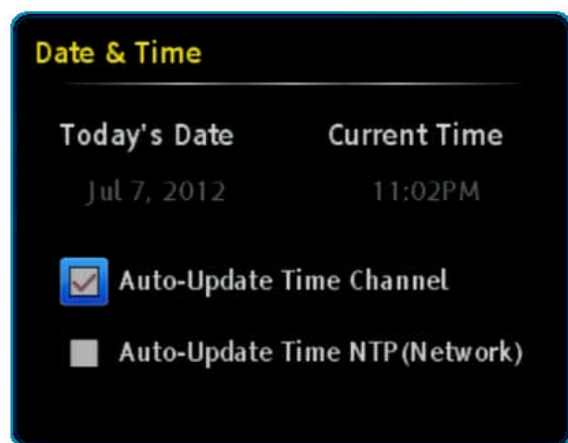 Date & Time
Today's Date Current Time
Jul 7, 2012 11:02PM
Auto-Update Time Channel
Auto-Update Time NTP(Network)